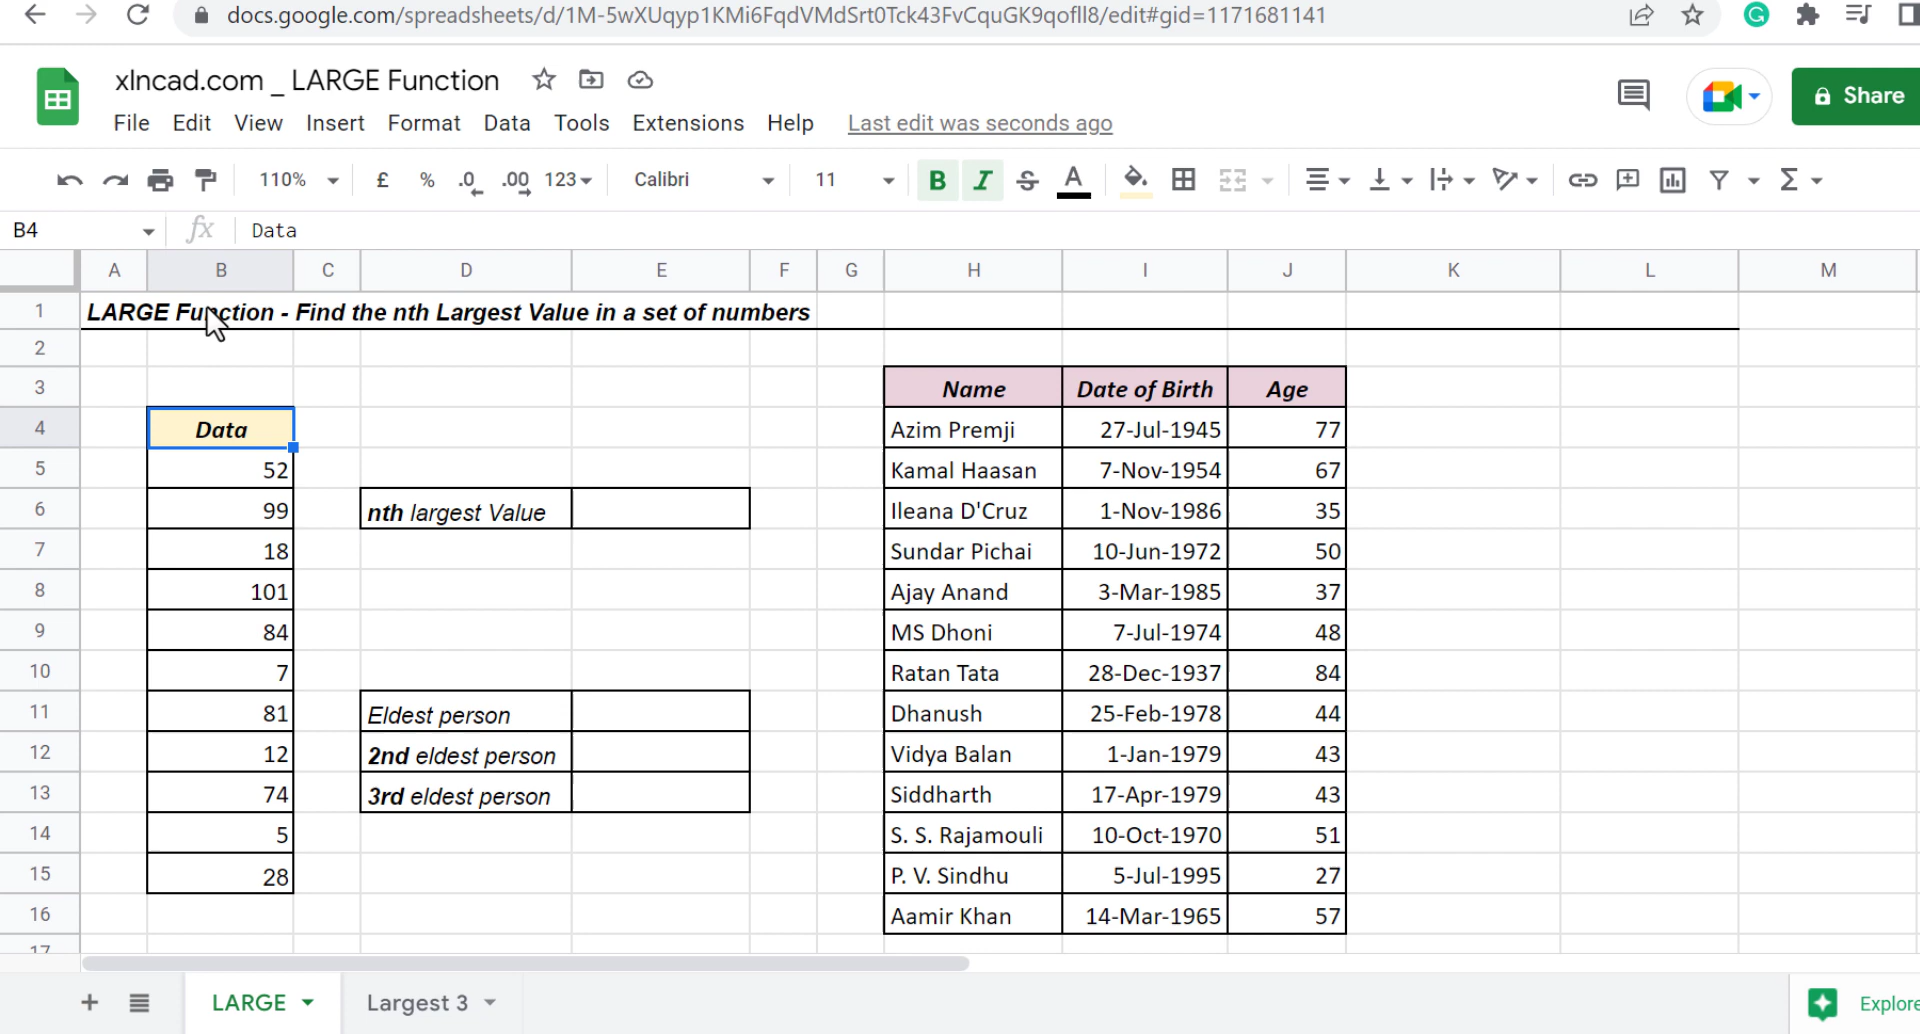 docs.google.com/spreadsheets/d/1M-5wXUqyp1KMi6FqdVMdSrt0Tck43FvCquGK9qofll8/edit#gid=1171681141
xlncad.com _ LARGE Function
Share
File Edit View Insert Format Data Tools Extensions Help Last edit was seconds ago
110% £ % .0 .00 123 Calibri 11 B I S A Σ
B4 fx Data
A B C D E F G H I J K L M
1 LARGE Function - Find the nth Largest Value in a set of numbers
2
3 Name Date of Birth Age
4 Data Azim Premji 27-Jul-1945 77
5 52 Kamal Haasan 7-Nov-1954 67
6 99 nth largest Value Ileana D'Cruz 1-Nov-1986 35
7 18 Sundar Pichai 10-Jun-1972 50
8 101 Ajay Anand 3-Mar-1985 37
9 84 MS Dhoni 7-Jul-1974 48
10 7 Ratan Tata 28-Dec-1937 84
11 81 Eldest person Dhanush 25-Feb-1978 44
12 12 2nd eldest person Vidya Balan 1-Jan-1979 43
13 74 3rd eldest person Siddharth 17-Apr-1979 43
14 5 S. S. Rajamouli 10-Oct-1970 51
15 28 P. V. Sindhu 5-Jul-1995 27
16 Aamir Khan 14-Mar-1965 57
17
+ LARGE Largest 3 Explore